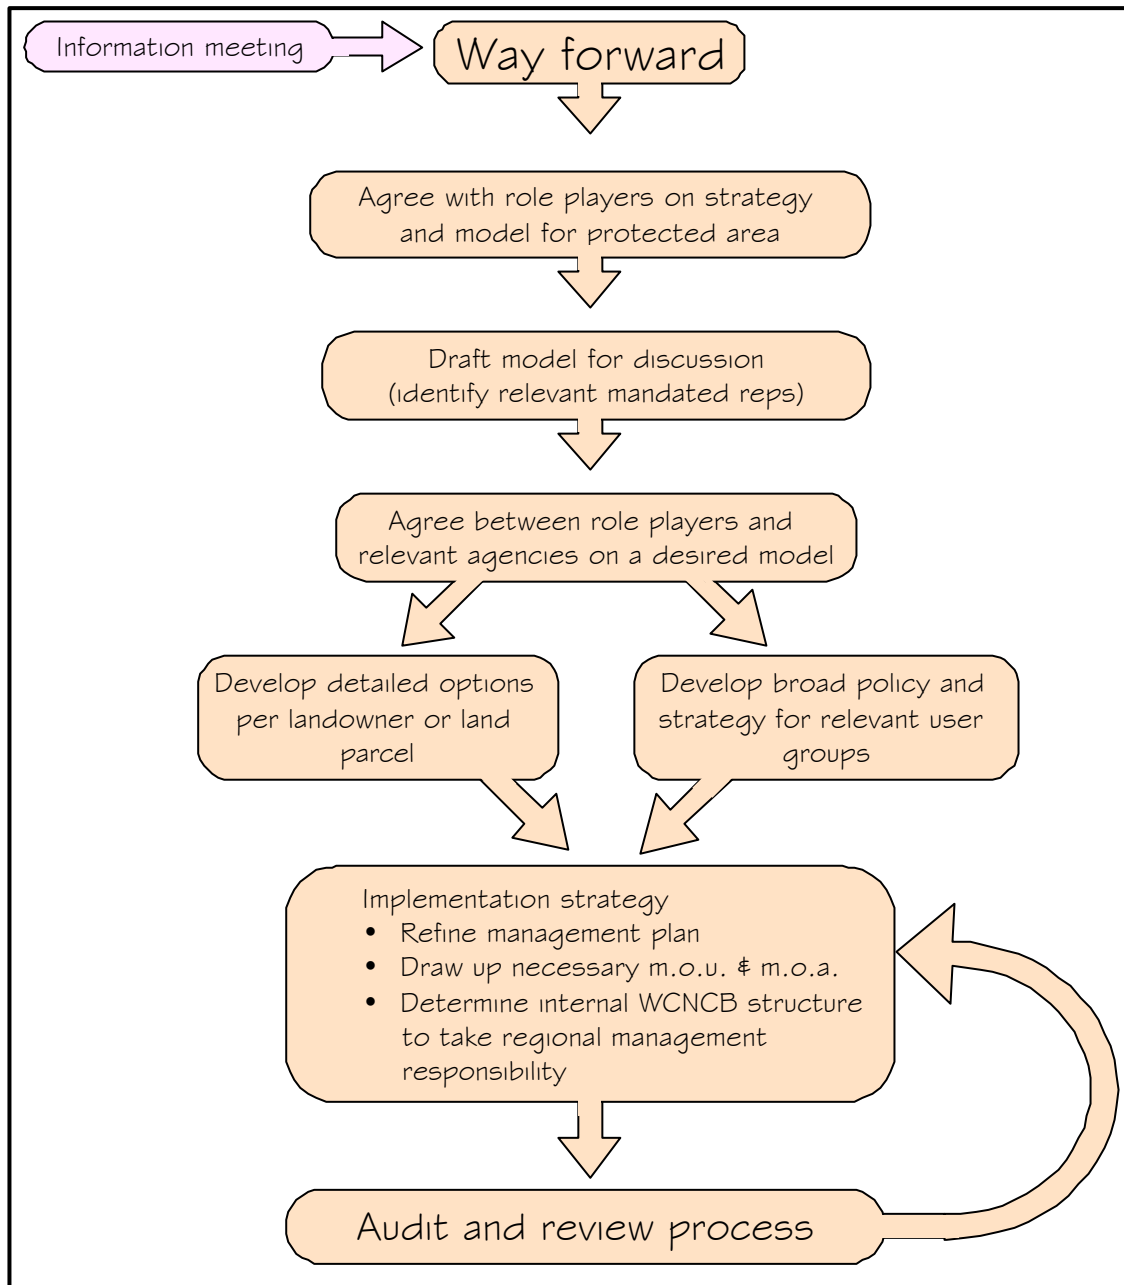 Information meeting
Way forward
Agree with role players on strategy
and model for protected area
Draft model for discussion
(identify relevant mandated reps)
Agree between role players and
relevant agencies on a desired model
Develop detailed options
per landowner or land
parcel
Develop broad policy and
strategy for relevant user
groups
Implementation strategy
• Refine management plan
• Draw up necessary m.o.u. & m.o.a.
• Determine internal WCNCB structure
to take regional management
responsibility
Audit and review process